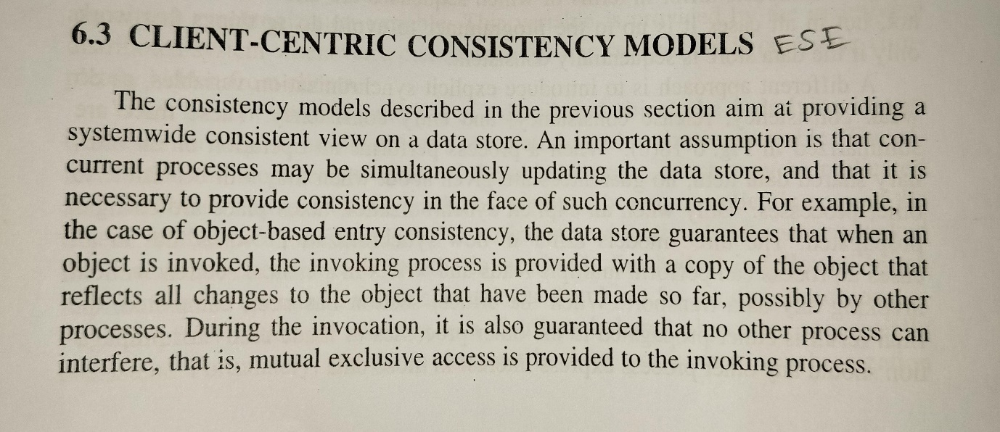 6.3 CLIENT-CENTRIC CONSISTENCY MODELS ESE
The consistency models described in the previous section aim at providing a
systemwide consistent view on a data store. An important assumption is that con-
current processes may be simultaneously updating the data store, and that it is
necessary to provide consistency in the face of such concurrency. For example, in
the case of object-based entry consistency, the data store guarantees that when an
object is invoked, the invoking process is provided with a copy of the object that
reflects all changes to the object that have been made so far, possibly by other
processes. During the invocation, it is also guaranteed that no other process can
interfere, that is, mutual exclusive access is provided to the invoking process.